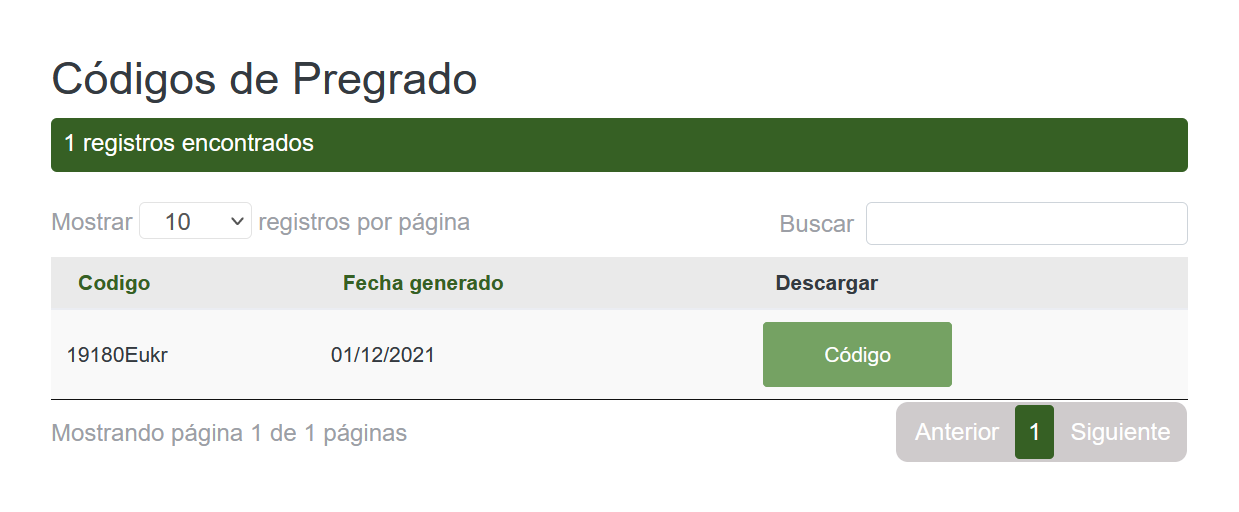 Códigos de Pregrado
1 registros encontrados
Mostrar 10 registros por página Buscar
Codigo Fecha generado Descargar
19180Eukr 01/12/2021 Código
Mostrando página 1 de 1 páginas Anterior 1 Siguiente